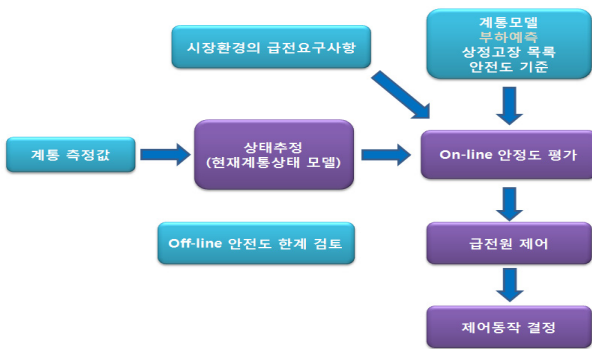 시장환경의 급전요구사항
계통모델
부하예측
상정고장 목록
안전도 기준
계통 측정값
상태추정
(현재계통상태 모델)
On-line 안정도 평가
Off-line 안전도 한계 검토
급전원 제어
제어동작 결정